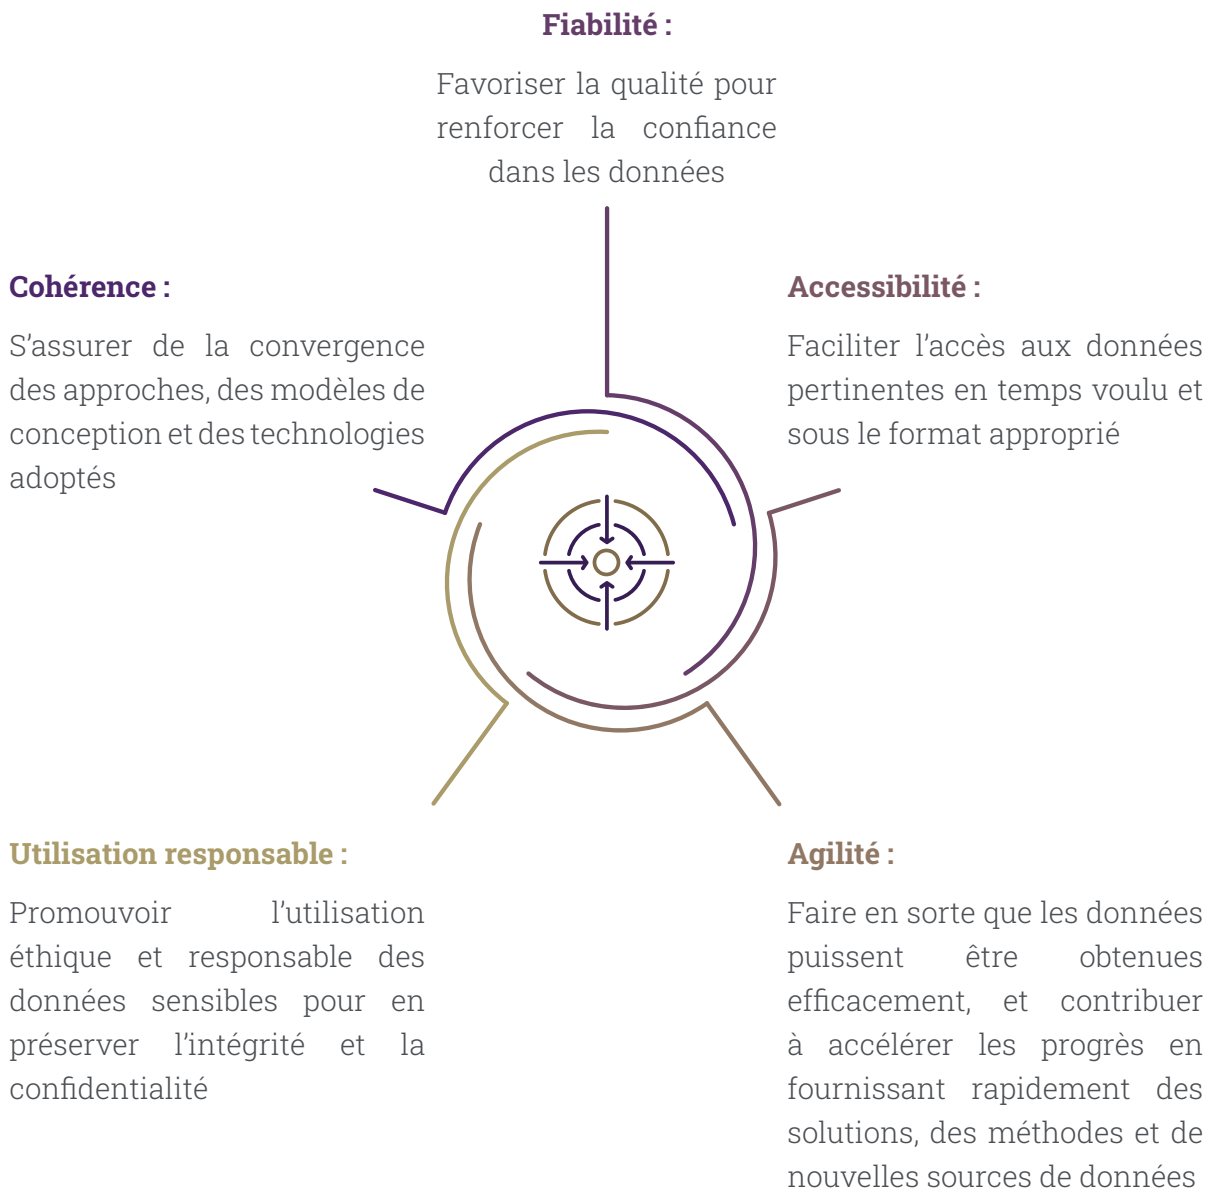 Fiabilité :
Favoriser la qualité pour
renforcer la confiance
dans les données
Cohérence :
S’assurer de la convergence
des approches, des modèles de
conception et des technologies
adoptés
Accessibilité :
Faciliter l’accès aux données
pertinentes en temps voulu et
sous le format approprié
Utilisation responsable :
Promouvoir l’utilisation
éthique et responsable des
données sensibles pour en
préserver l’intégrité et la
confidentialité
Agilité :
Faire en sorte que les données
puissent être obtenues
efficacement, et contribuer
à accélérer les progrès en
fournissant rapidement des
solutions, des méthodes et de
nouvelles sources de données